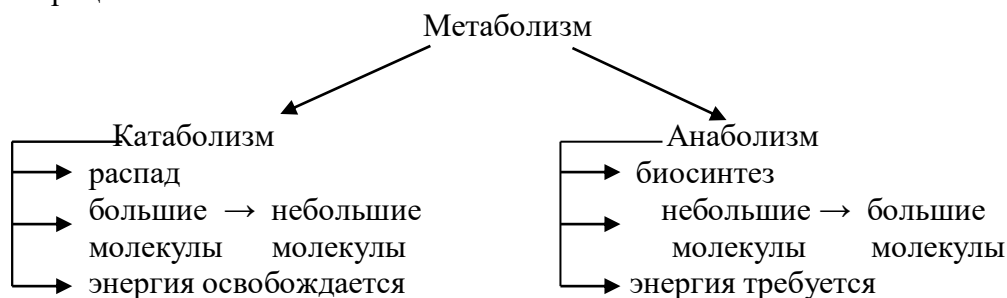 Метаболизм
Катаболизм
распад
большие → небольшие
молекулы молекулы
энергия освобождается
Анаболизм
биосинтез
небольшие → большие
молекулы молекулы
энергия требуется